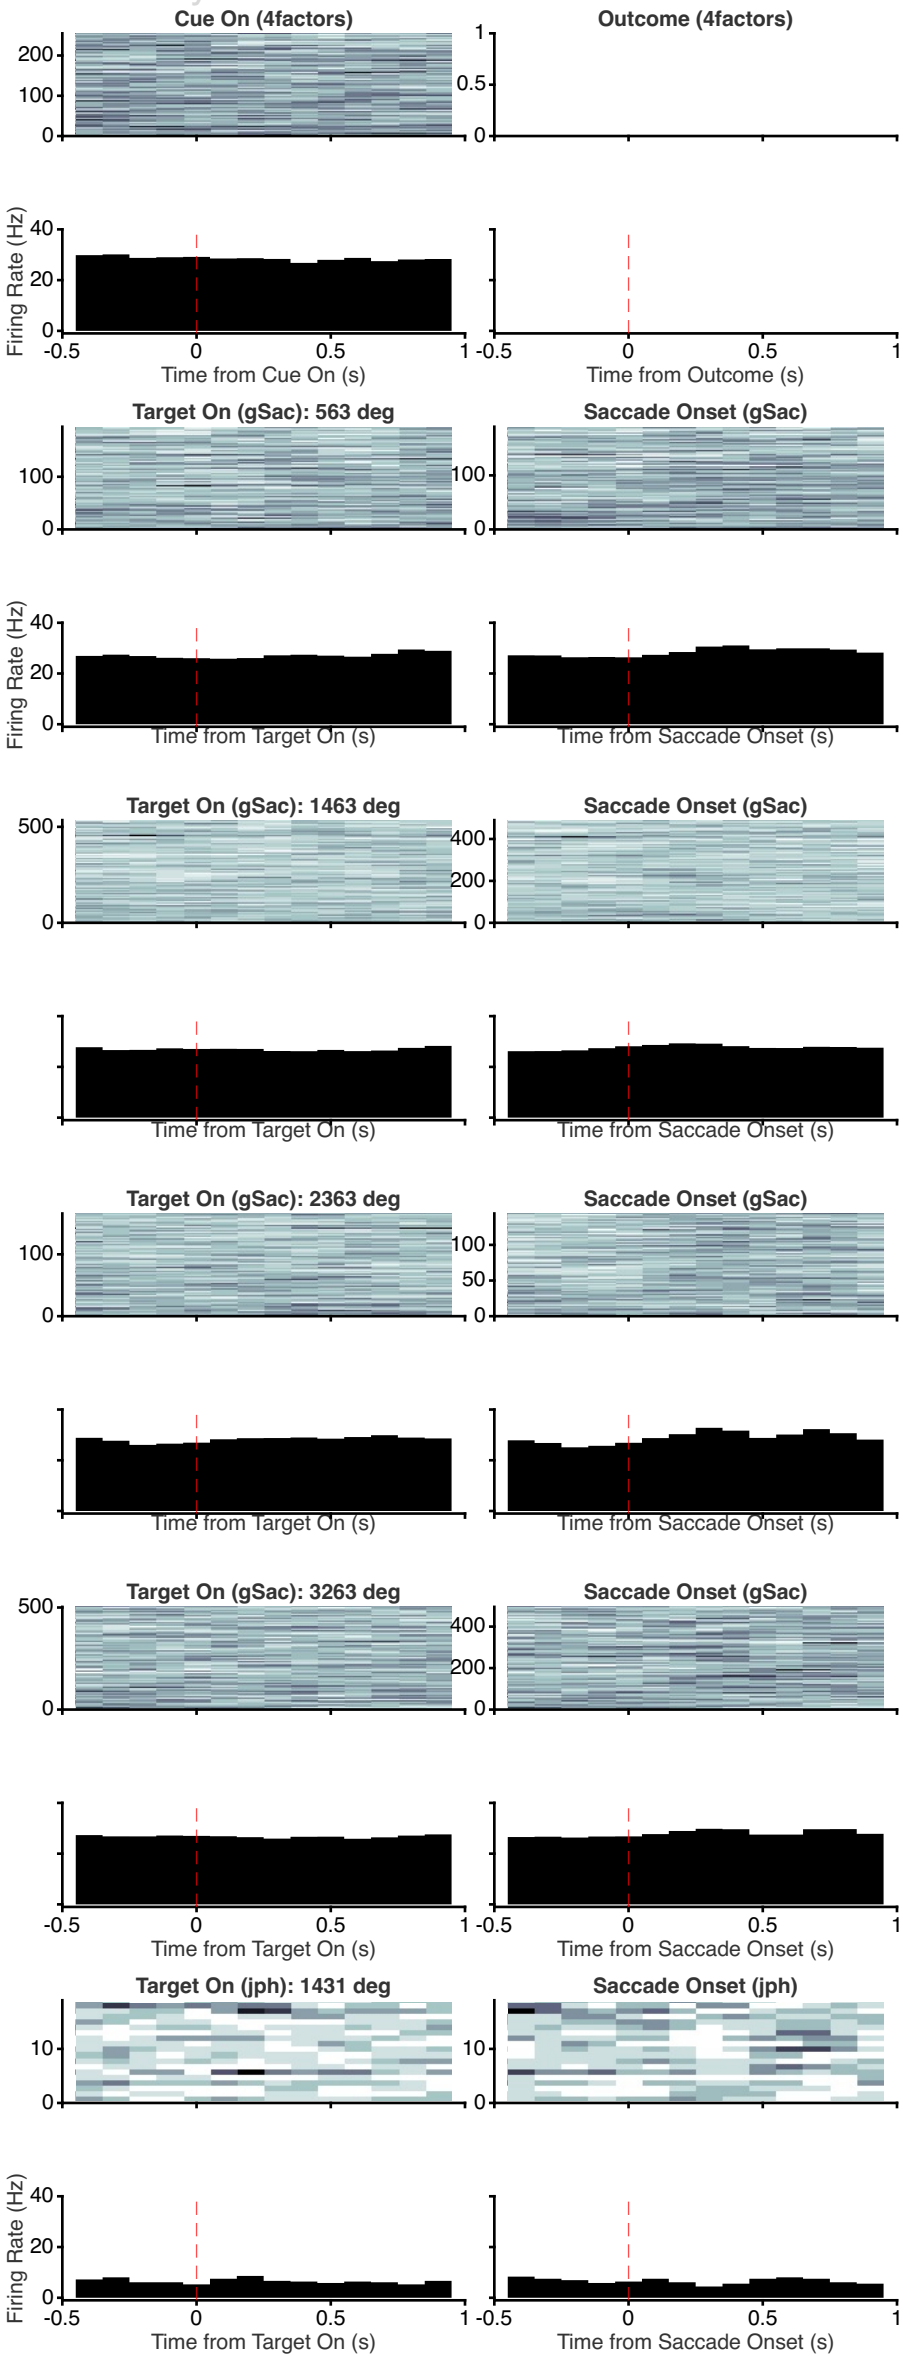 Cue On (4factors)
Outcome (4factors)
200
100
0
1
0.5
0
Firing Rate (Hz)
40
20
0
-0.5
0
0.5
1
-0.5
0
0.5
1
Time from Cue On (s)
Time from Outcome (s)
Target On (gSac): 563 deg
Saccade Onset (gSac)
100
0
100
0
Firing Rate (Hz)
40
20
0
Time from Target On (s)
Time from Saccade Onset (s)
Target On (gSac): 1463 deg
Saccade Onset (gSac)
500
0
400
200
0
Time from Target On (s)
Time from Saccade Onset (s)
Target On (gSac): 2363 deg
Saccade Onset (gSac)
100
0
100
50
0
Time from Target On (s)
Time from Saccade Onset (s)
Target On (gSac): 3263 deg
Saccade Onset (gSac)
500
0
400
200
0
-0.5
0
0.5
1
-0.5
0
0.5
1
Time from Target On (s)
Time from Saccade Onset (s)
Target On (jph): 1431 deg
Saccade Onset (jph)
10
0
10
0
Firing Rate (Hz)
40
20
0
-0.5
0
0.5
1
-0.5
0
0.5
1
Time from Target On (s)
Time from Saccade Onset (s)